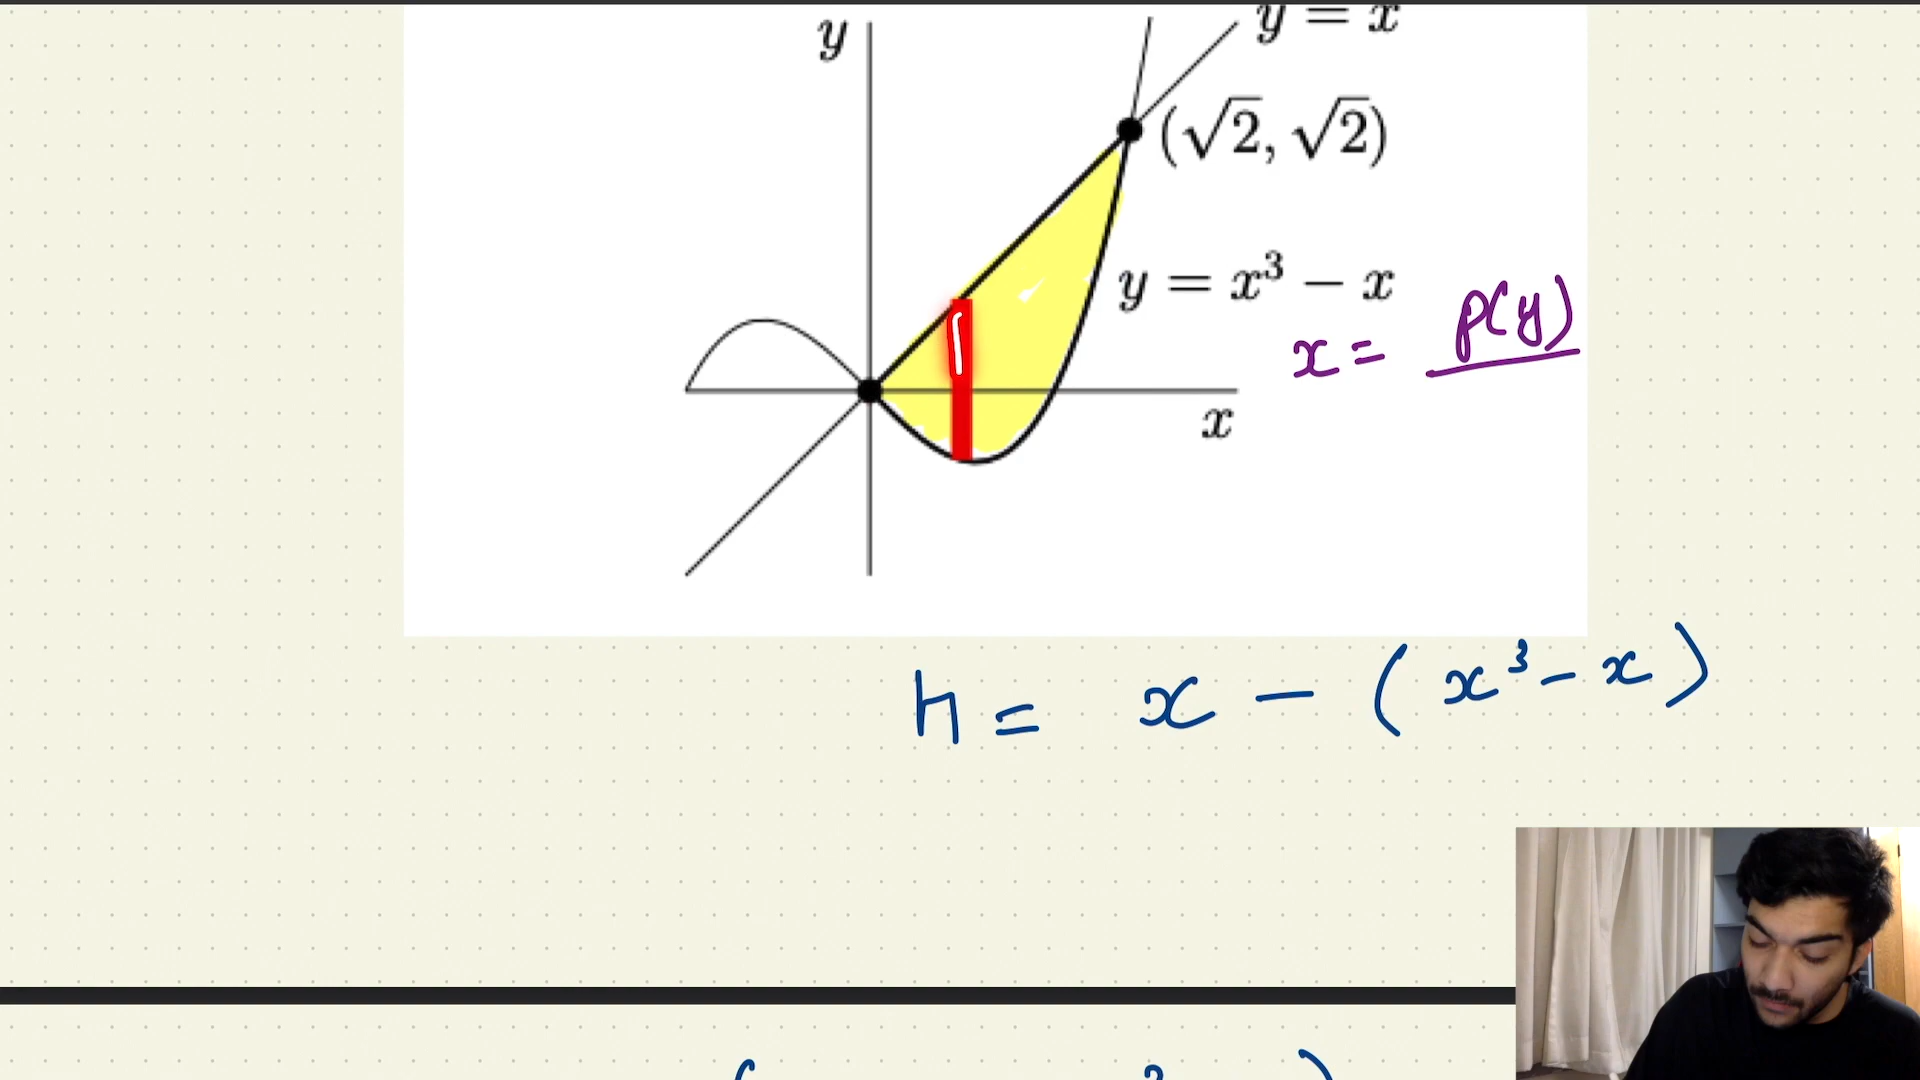 y
y = x
(√2, √2)
y = x³ − x
x = p(y)
x
h = x − (x³ − x)